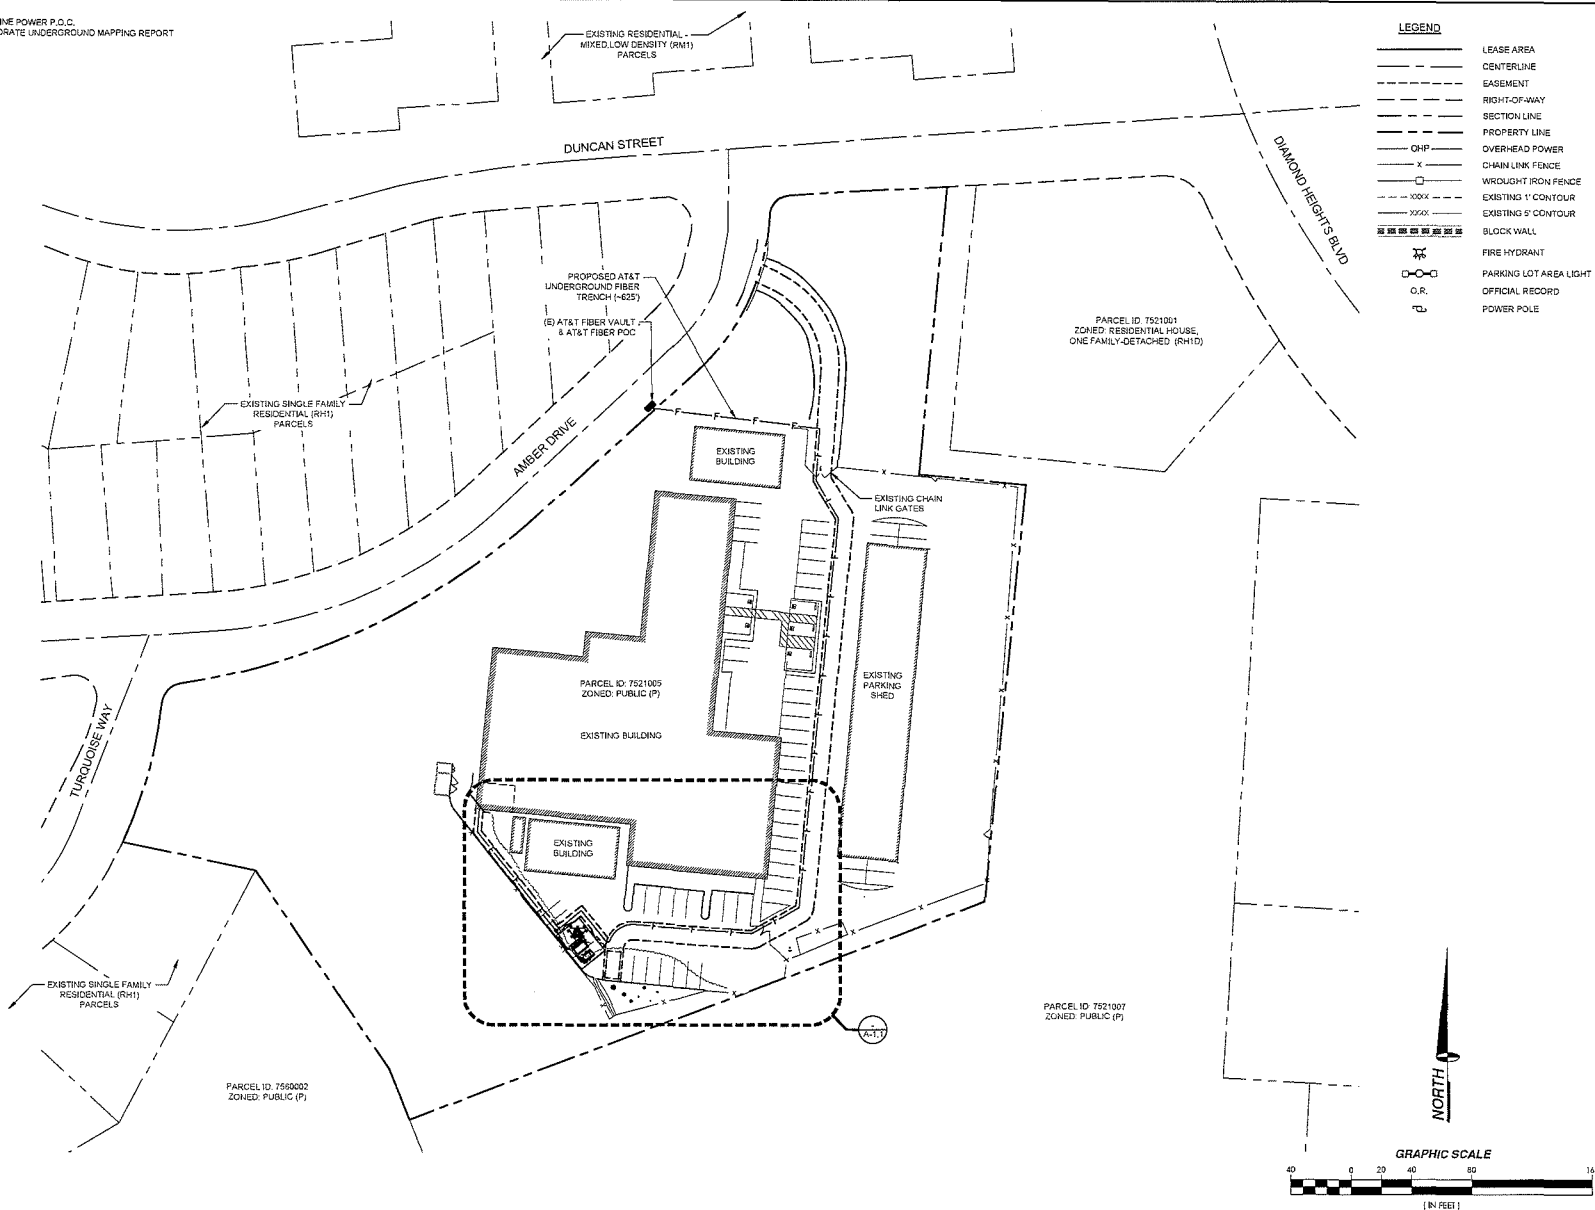 P.O.C.
UNDERGROUND MAPPING REPORT
EXISTING RESIDENTIAL -
MIXED, LOW DENSITY (RM1)
PARCELS
LEGEND
LEASE AREA
CENTERLINE
EASEMENT
RIGHT-OF-WAY
SECTION LINE
PROPERTY LINE
OHP
OVERHEAD POWER
X
CHAIN LINK FENCE
WROUGHT IRON FENCE
XXXX
EXISTING 1' CONTOUR
XXXX
EXISTING 5' CONTOUR
BLOCK WALL
FIRE HYDRANT
PARKING LOT AREA LIGHT
O.R.
OFFICIAL RECORD
POWER POLE
DUNCAN STREET
DIAMOND HEIGHTS BLVD
PROPOSED AT&T
UNDERGROUND FIBER
TRENCH (~625')
(E) AT&T FIBER VAULT
& AT&T FIBER POC
PARCEL ID: 7521001
ZONED: RESIDENTIAL HOUSE,
ONE FAMILY-DETACHED (RH1D)
EXISTING SINGLE FAMILY
RESIDENTIAL (RH1)
PARCELS
AMBER DRIVE
F F F F
EXISTING
BUILDING
EXISTING CHAIN
LINK GATES
PARCEL ID: 7521005
ZONED: PUBLIC (P)
EXISTING
PARKING
SHED
EXISTING BUILDING
TURQUOISE WAY
EXISTING
BUILDING
EXISTING SINGLE FAMILY
RESIDENTIAL (RH1)
PARCELS
PARCEL ID: 7521007
ZONED: PUBLIC (P)
A-1.1
PARCEL ID: 7560002
ZONED: PUBLIC (P)
NORTH
GRAPHIC SCALE
40 0 20 40 80
( IN FEET )